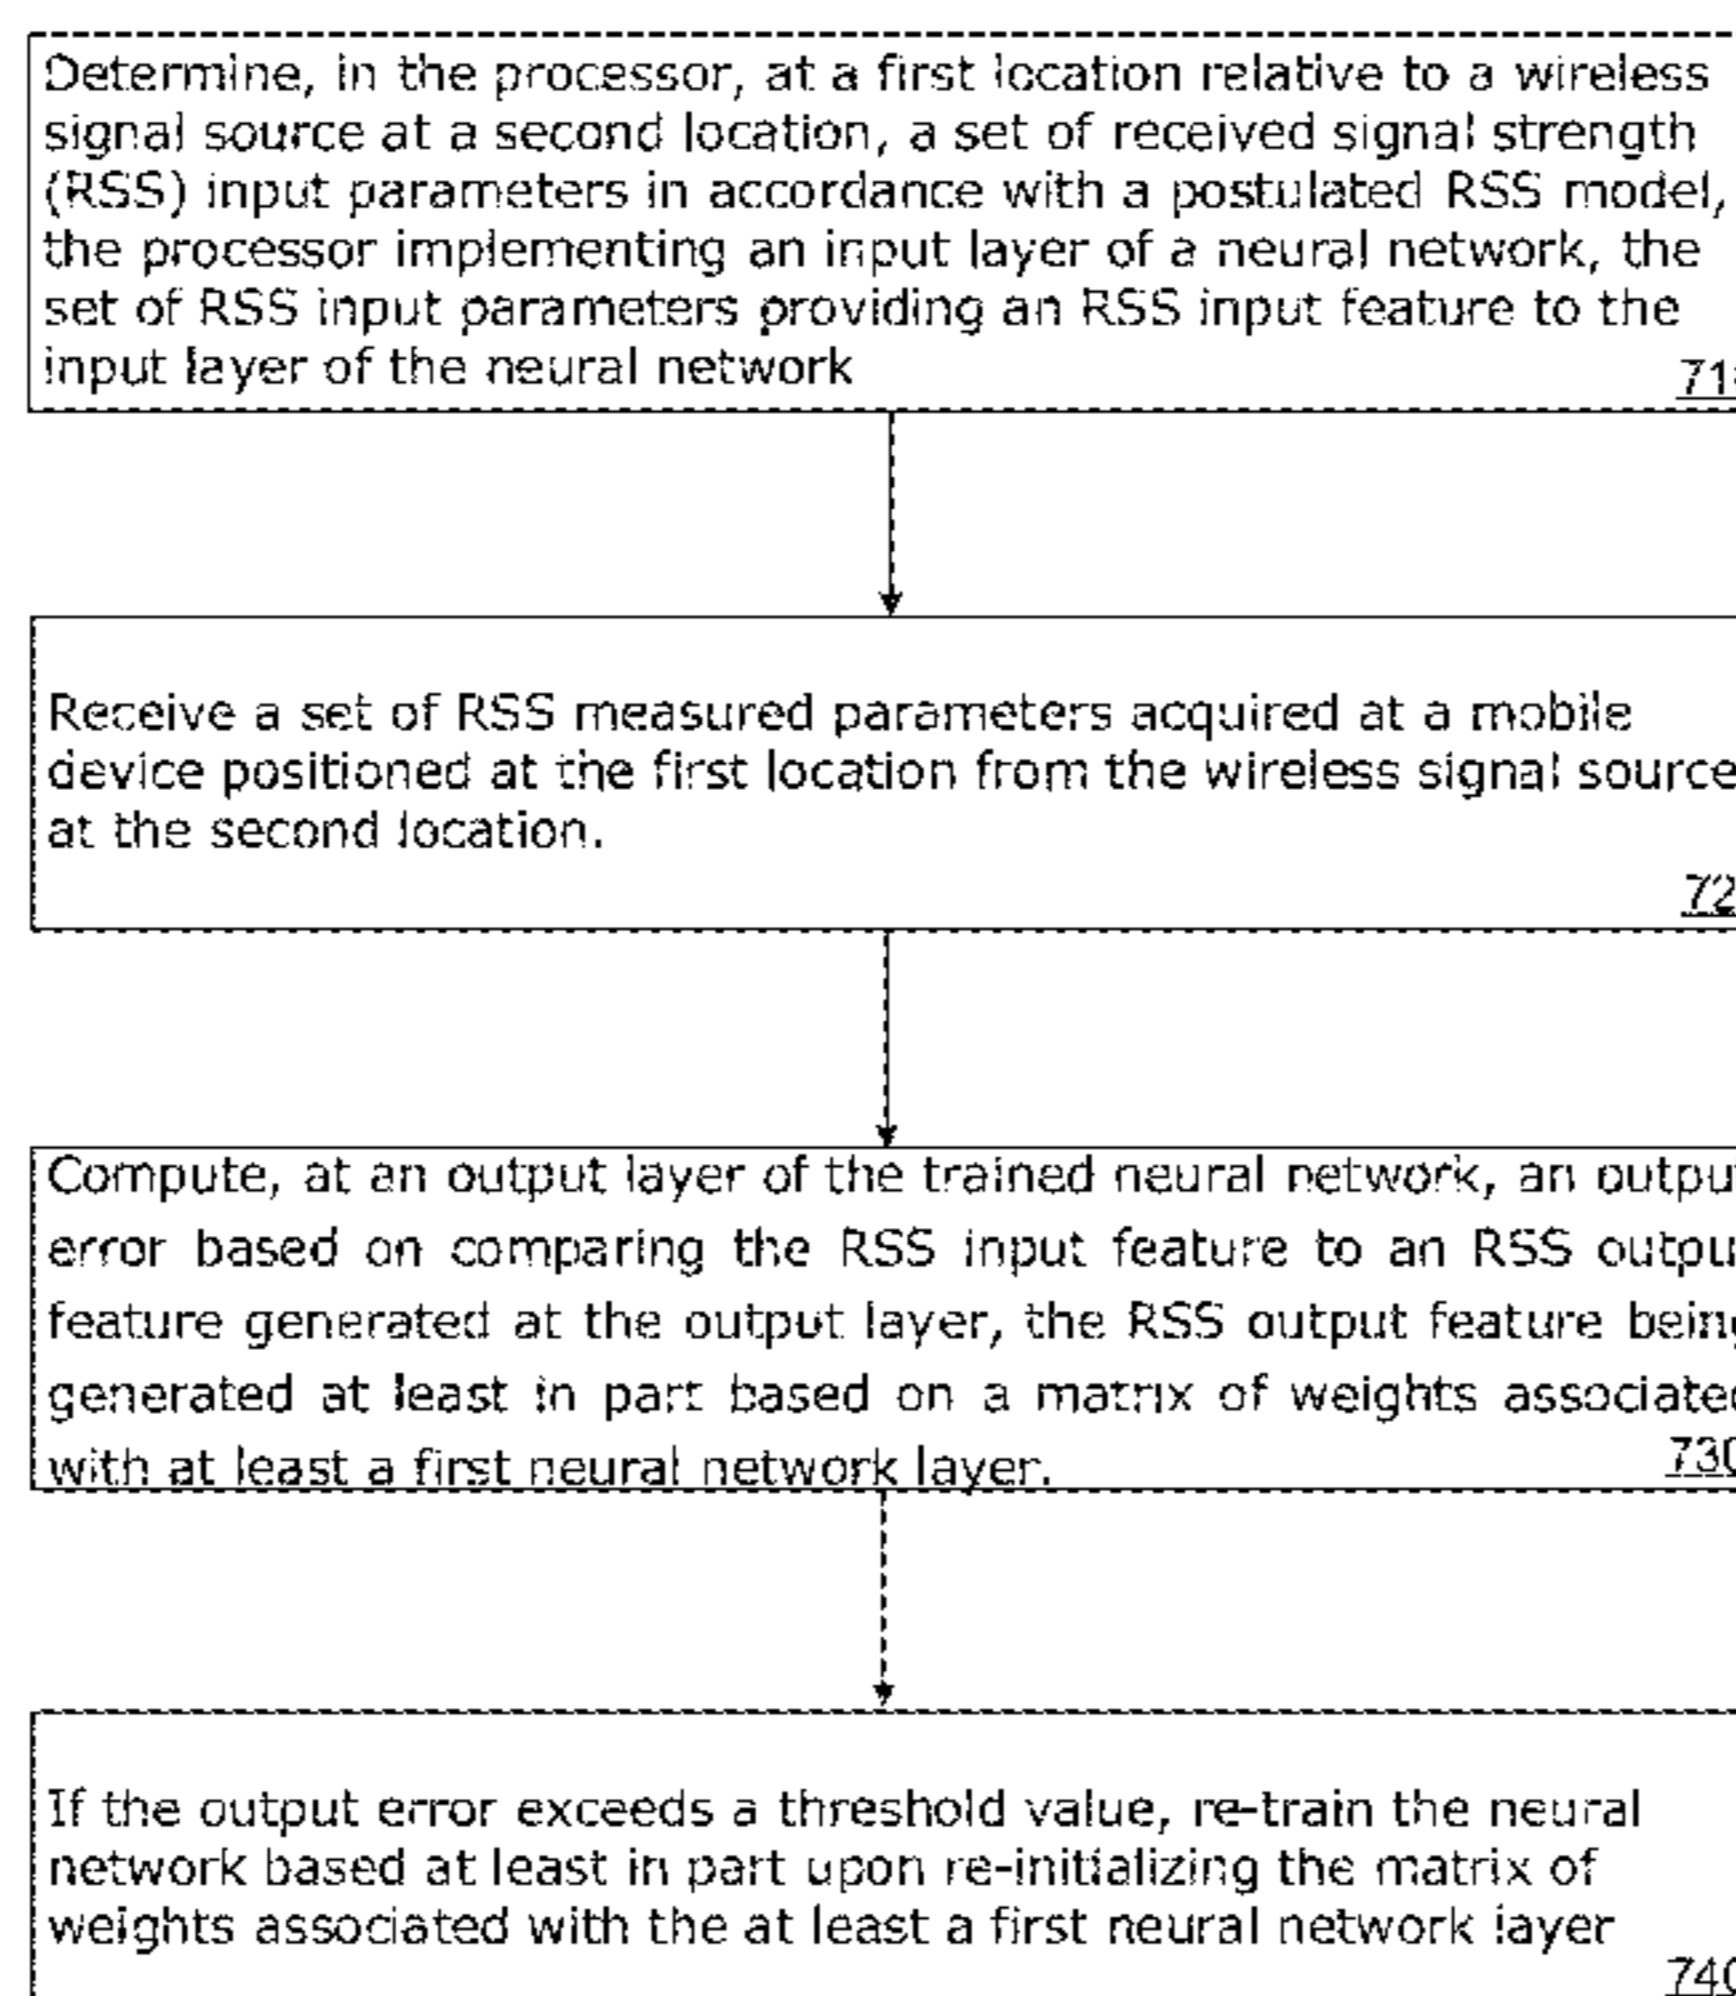 Determine, in the processor, at a first location relative to a wireless
signal source at a second location, a set of received signal strength
(RSS) input parameters in accordance with a postulated RSS model,
the processor implementing an input layer of a neural network, the
set of RSS input parameters providing an RSS input feature to the
input layer of the neural network
Receive a set of RSS measured parameters acquired at a mobile
device positioned at the first location from the wireless signal source
at the second location.
72
Compute, at an output layer of the trained neural network, an outpu
error based on comparing the RSS input feature to an RSS outpu
feature generated at the output layer, the RSS output feature being
generated at least in part based on a matrix of weights associated
with at least a first neural network layer.
730
If the output error exceeds a threshold value, re-train the neural
network based at least in part upon re-initializing the matrix of
weights associated with the at least a first neural network layer
740